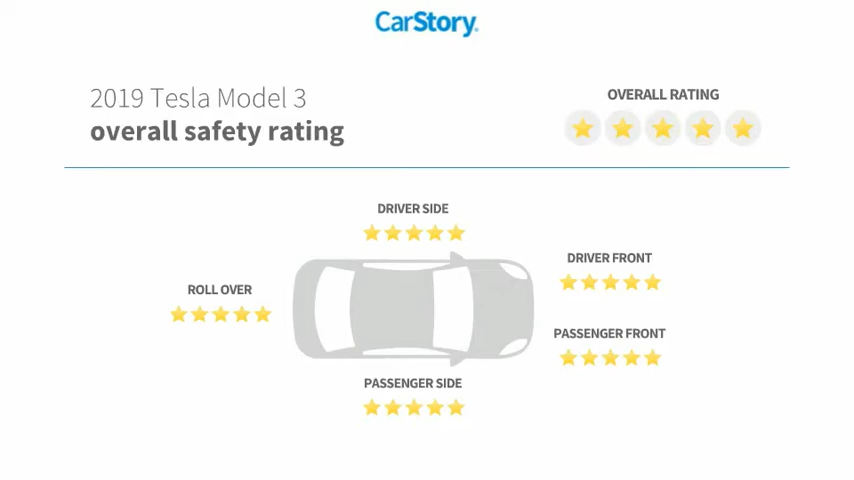 CarStory.
2019 Tesla Model 3
overall safety rating
OVERALL RATING
DRIVER SIDE
DRIVER FRONT
ROLL OVER
PASSENGER FRONT
PASSENGER SIDE